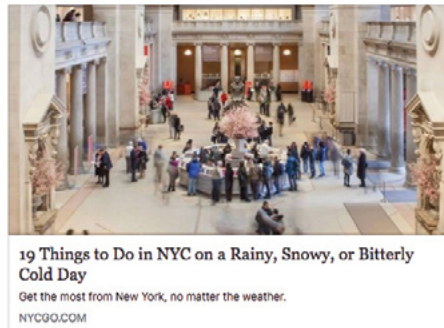 19 Things to Do in NYC on a Rainy, Snowy, or Bitterly
Cold Day
Get the most from New York, no matter the weather.
NYCGO.COM